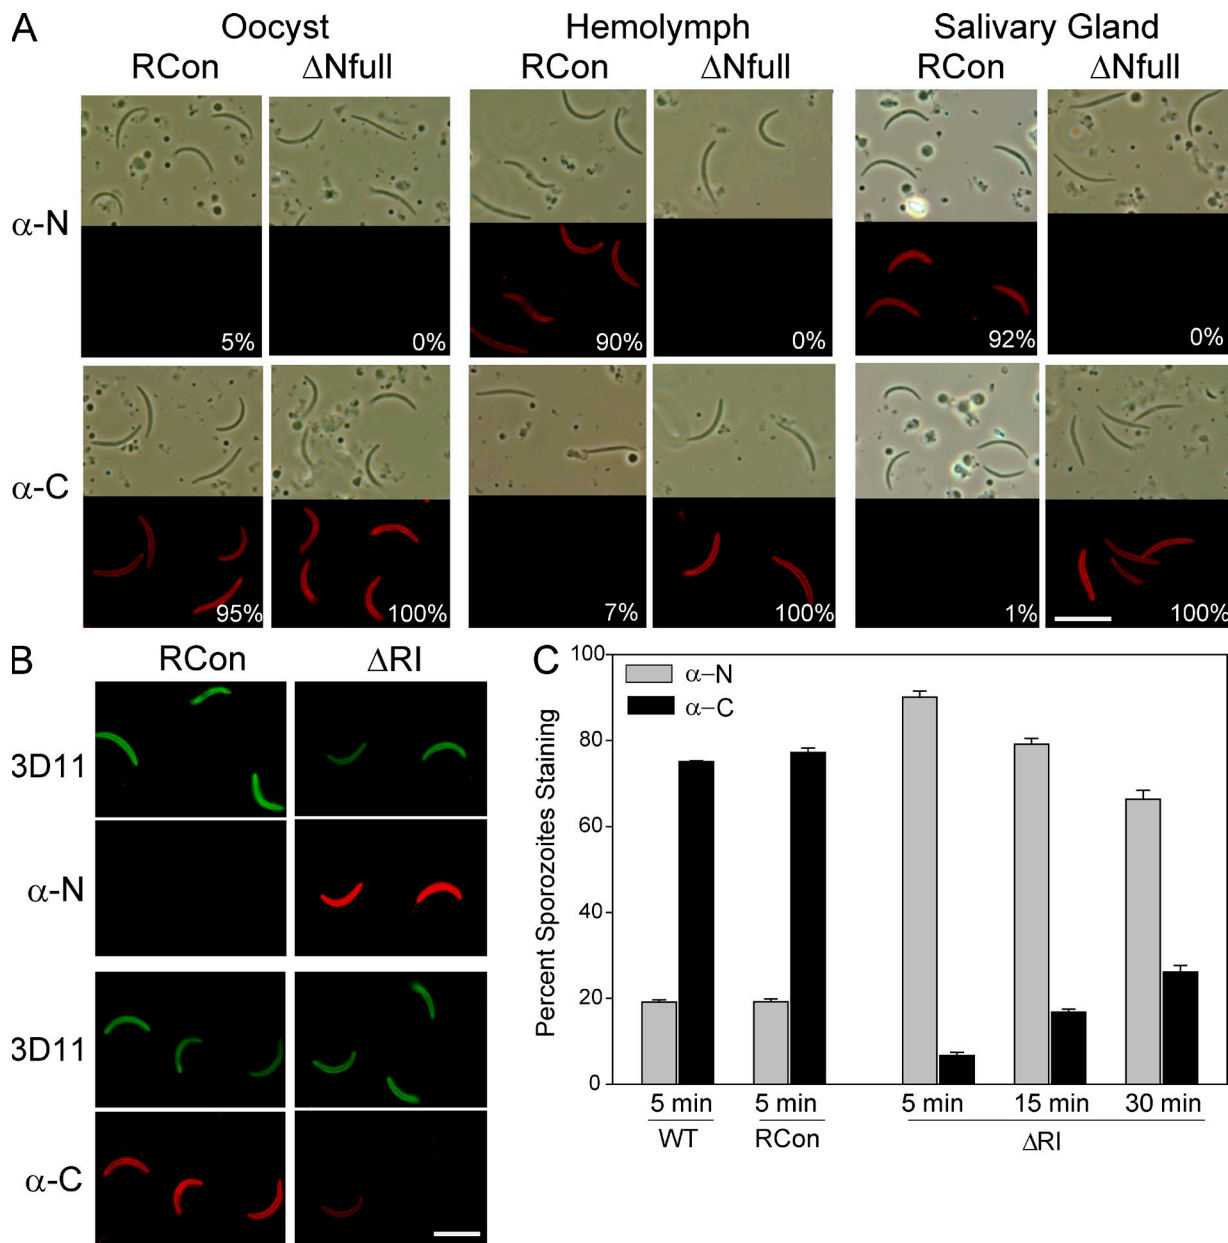 A Oocyst Hemolymph Salivary Gland
RCon ΔNfull RCon ΔNfull RCon ΔNfull
α-N
5% 0% 90% 0% 92% 0%
α-C
95% 100% 7% 100% 1% 100%
B RCon ΔRI
3D11
α-N
3D11
α-C
C
α–N
α–C
Percent Sporozoites Staining
100
80
60
40
20
0
5 min 5 min 5 min 15 min 30 min
WT RCon ΔRI